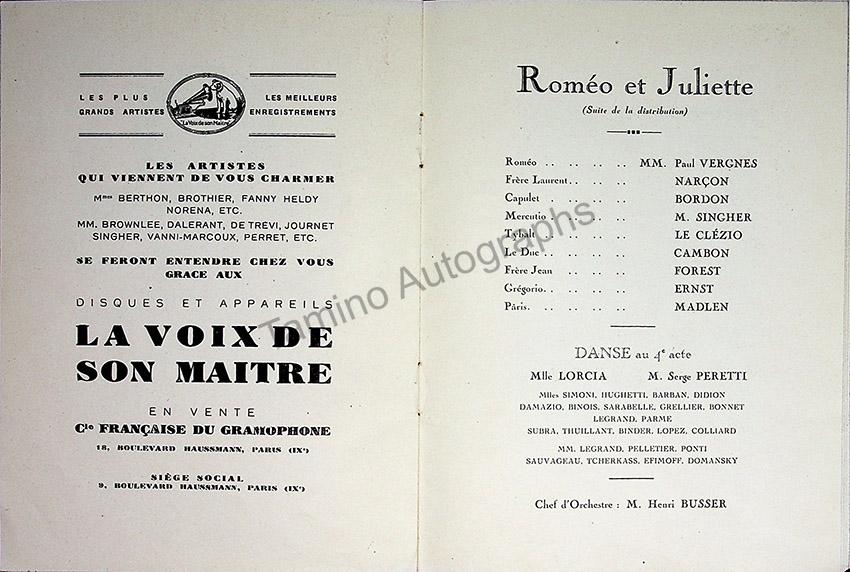 LES PLUS LES MEILLEURS
GRANDS ARTISTES ENREGISTREMENTS
"La Voix de son Maître"
LES ARTISTES
QUI VIENNENT DE VOUS CHARMER
Mmes BERTHON, BROTHIER, FANNY HELDY
NORENA, ETC.
MM. BROWNLEE, DALERANT, DE TREVI, JOURNET
SINGHER, VANNI-MARCOUX, PERRET, ETC.
SE FERONT ENTENDRE CHEZ VOUS
GRACE AUX
DISQUES ET APPAREILS
LA VOIX DE
SON MAITRE
EN VENTE
Cie FRANÇAISE DU GRAMOPHONE
18, BOULEVARD HAUSSMANN, PARIS (IXe)
SIÈGE SOCIAL
9, BOULEVARD HAUSSMANN, PARIS (IXe)
Roméo et Juliette
(Suite de la distribution)
Roméo .. .. .. .. MM. Paul VERGNES
Frère Laurent.. .. .. NARÇON
Capulet .. .. .. .. BORDON
Mercutio .. .. .. .. M. SINGHER
Tybalt .. .. .. .. LE CLÉZIO
Le Duc .. .. .. .. CAMBON
Frère Jean .. .. .. FOREST
Grégorio.. .. .. .. ERNST
Pâris. .. .. .. .. MADLEN
DANSE au 4e acte
Mlle LORCIA M. Serge PERETTI
Mlles SIMONI, HUGHETTI, BARBAN, DIDION
DAMAZIO, BINOIS, SARABELLE, GRELLIER, BONNET
LEGRAND, PARME
SUBRA, THUILLANT, BINDER, LOPEZ, COLLIARD
MM. LEGRAND, PELLETIER, PONTI
SAUVAGEAU, TCHERKASS, EFIMOFF, DOMANSKY
Chef d'Orchestre : M. Henri BUSSER
Tamino Autographs